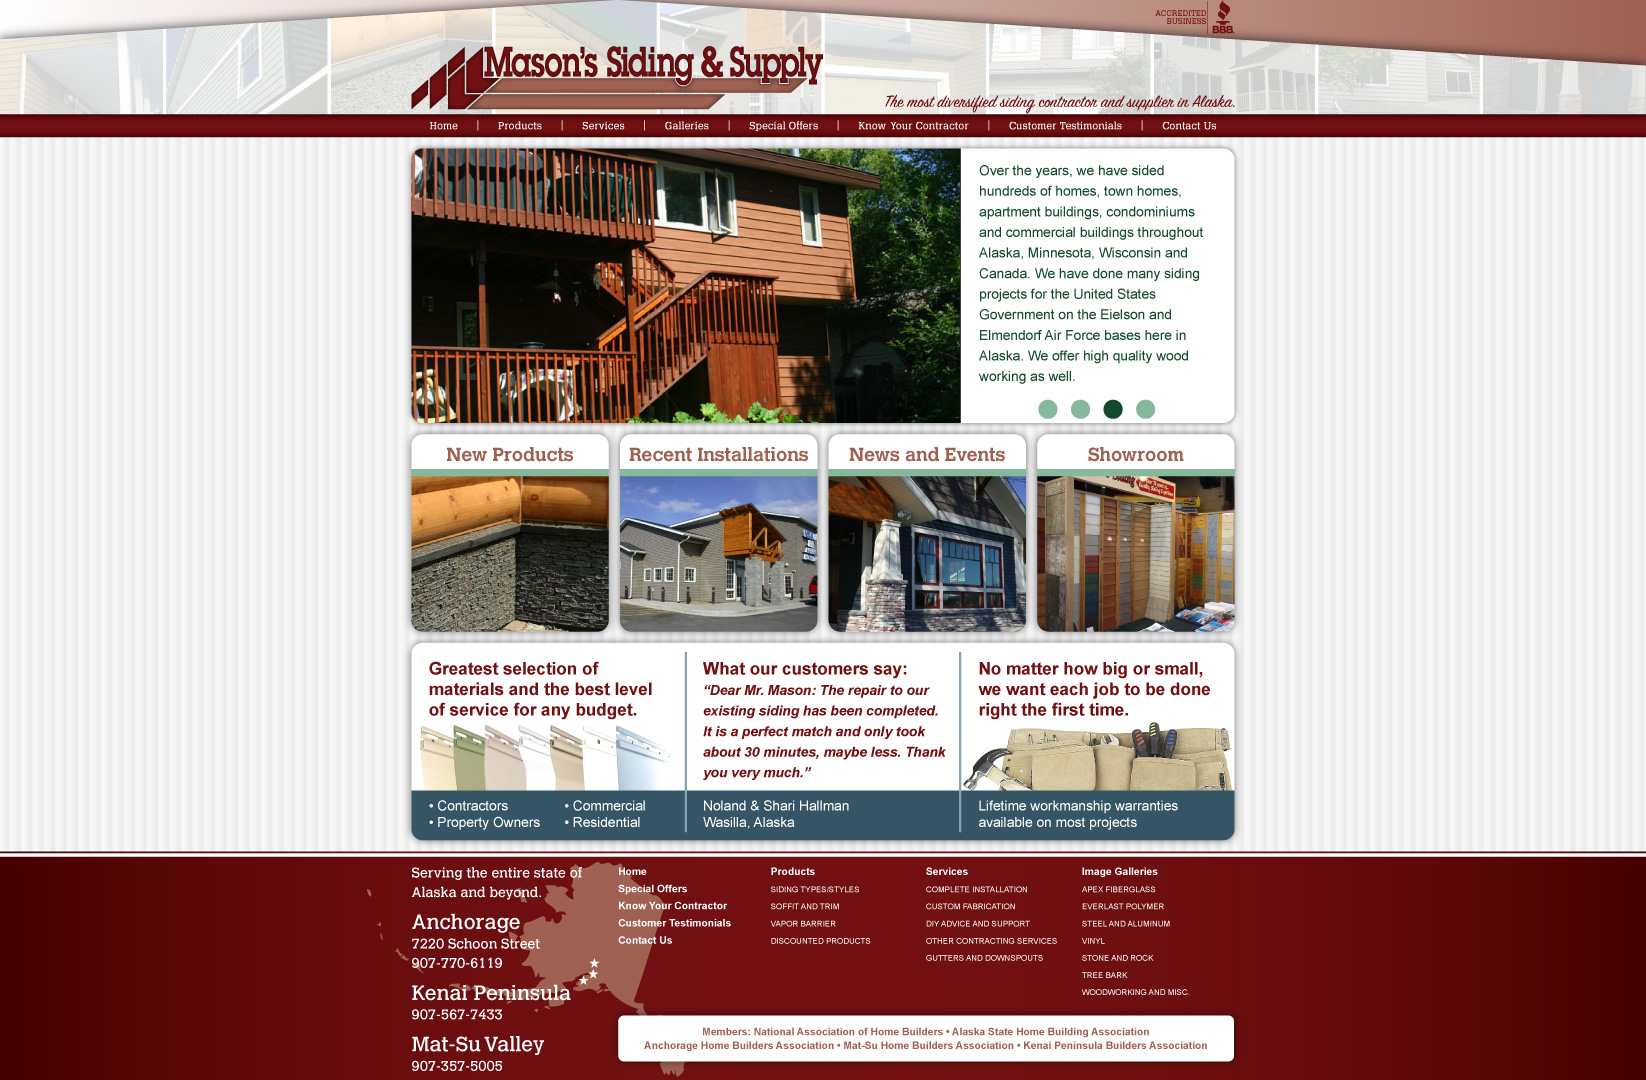 ACCREDITED
BUSINESS
BBB
Mason's Siding & Supply
The most diversified siding contractor and supplier in Alaska.
Home | Products | Services | Galleries | Special Offers | Know Your Contractor | Customer Testimonials | Contact Us
Over the years, we have sided
hundreds of homes, town homes,
apartment buildings, condominiums
and commercial buildings throughout
Alaska, Minnesota, Wisconsin and
Canada. We have done many siding
projects for the United States
Government on the Eielson and
Elmendorf Air Force bases here in
Alaska. We offer high quality wood
working as well.
New Products
Recent Installations
News and Events
Showroom
Greatest selection of
materials and the best level
of service for any budget.
• Contractors
• Property Owners
• Commercial
• Residential
What our customers say:
“Dear Mr. Mason: The repair to our
existing siding has been completed.
It is a perfect match and only took
about 30 minutes, maybe less. Thank
you very much.”
Noland & Shari Hallman
Wasilla, Alaska
No matter how big or small,
we want each job to be done
right the first time.
Lifetime workmanship warranties
available on most projects
Serving the entire state of
Alaska and beyond.
Anchorage
7220 Schoon Street
907-770-6119
Kenai Peninsula
907-567-7433
Mat-Su Valley
907-357-5005
Home
Special Offers
Know Your Contractor
Customer Testimonials
Contact Us
Products
SIDING TYPES/STYLES
SOFFIT AND TRIM
VAPOR BARRIER
DISCOUNTED PRODUCTS
Services
COMPLETE INSTALLATION
CUSTOM FABRICATION
DIY ADVICE AND SUPPORT
OTHER CONTRACTING SERVICES
GUTTERS AND DOWNSPOUTS
Image Galleries
APEX FIBERGLASS
EVERLAST POLYMER
STEEL AND ALUMINUM
VINYL
STONE AND ROCK
TREE BARK
WOODWORKING AND MISC.
Members: National Association of Home Builders • Alaska State Home Building Association
Anchorage Home Builders Association • Mat-Su Home Builders Association • Kenai Peninsula Builders Association